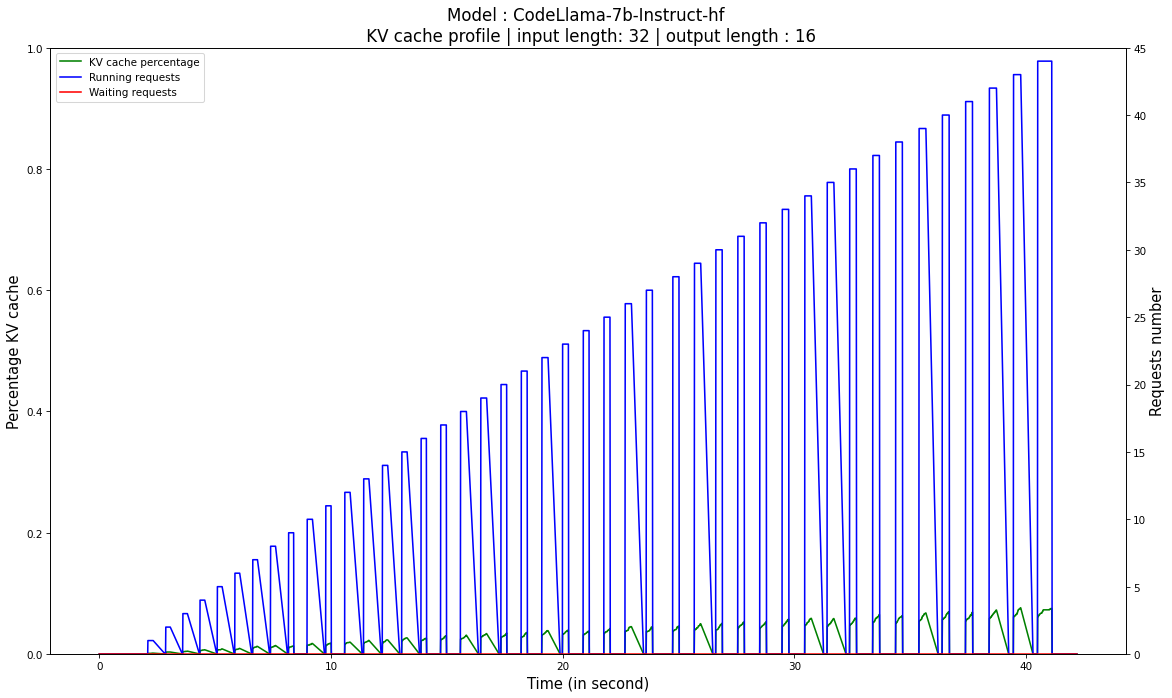 Model : CodeLlama-7b-Instruct-hf
KV cache profile | input length: 32 | output length : 16
KV cache percentage
Running requests
Waiting requests
Percentage KV cache
1.0
0.8
0.6
0.4
0.2
0.0
45
40
35
30
25
20
15
10
5
0
Requests number
0
10
20
30
40
Time (in second)